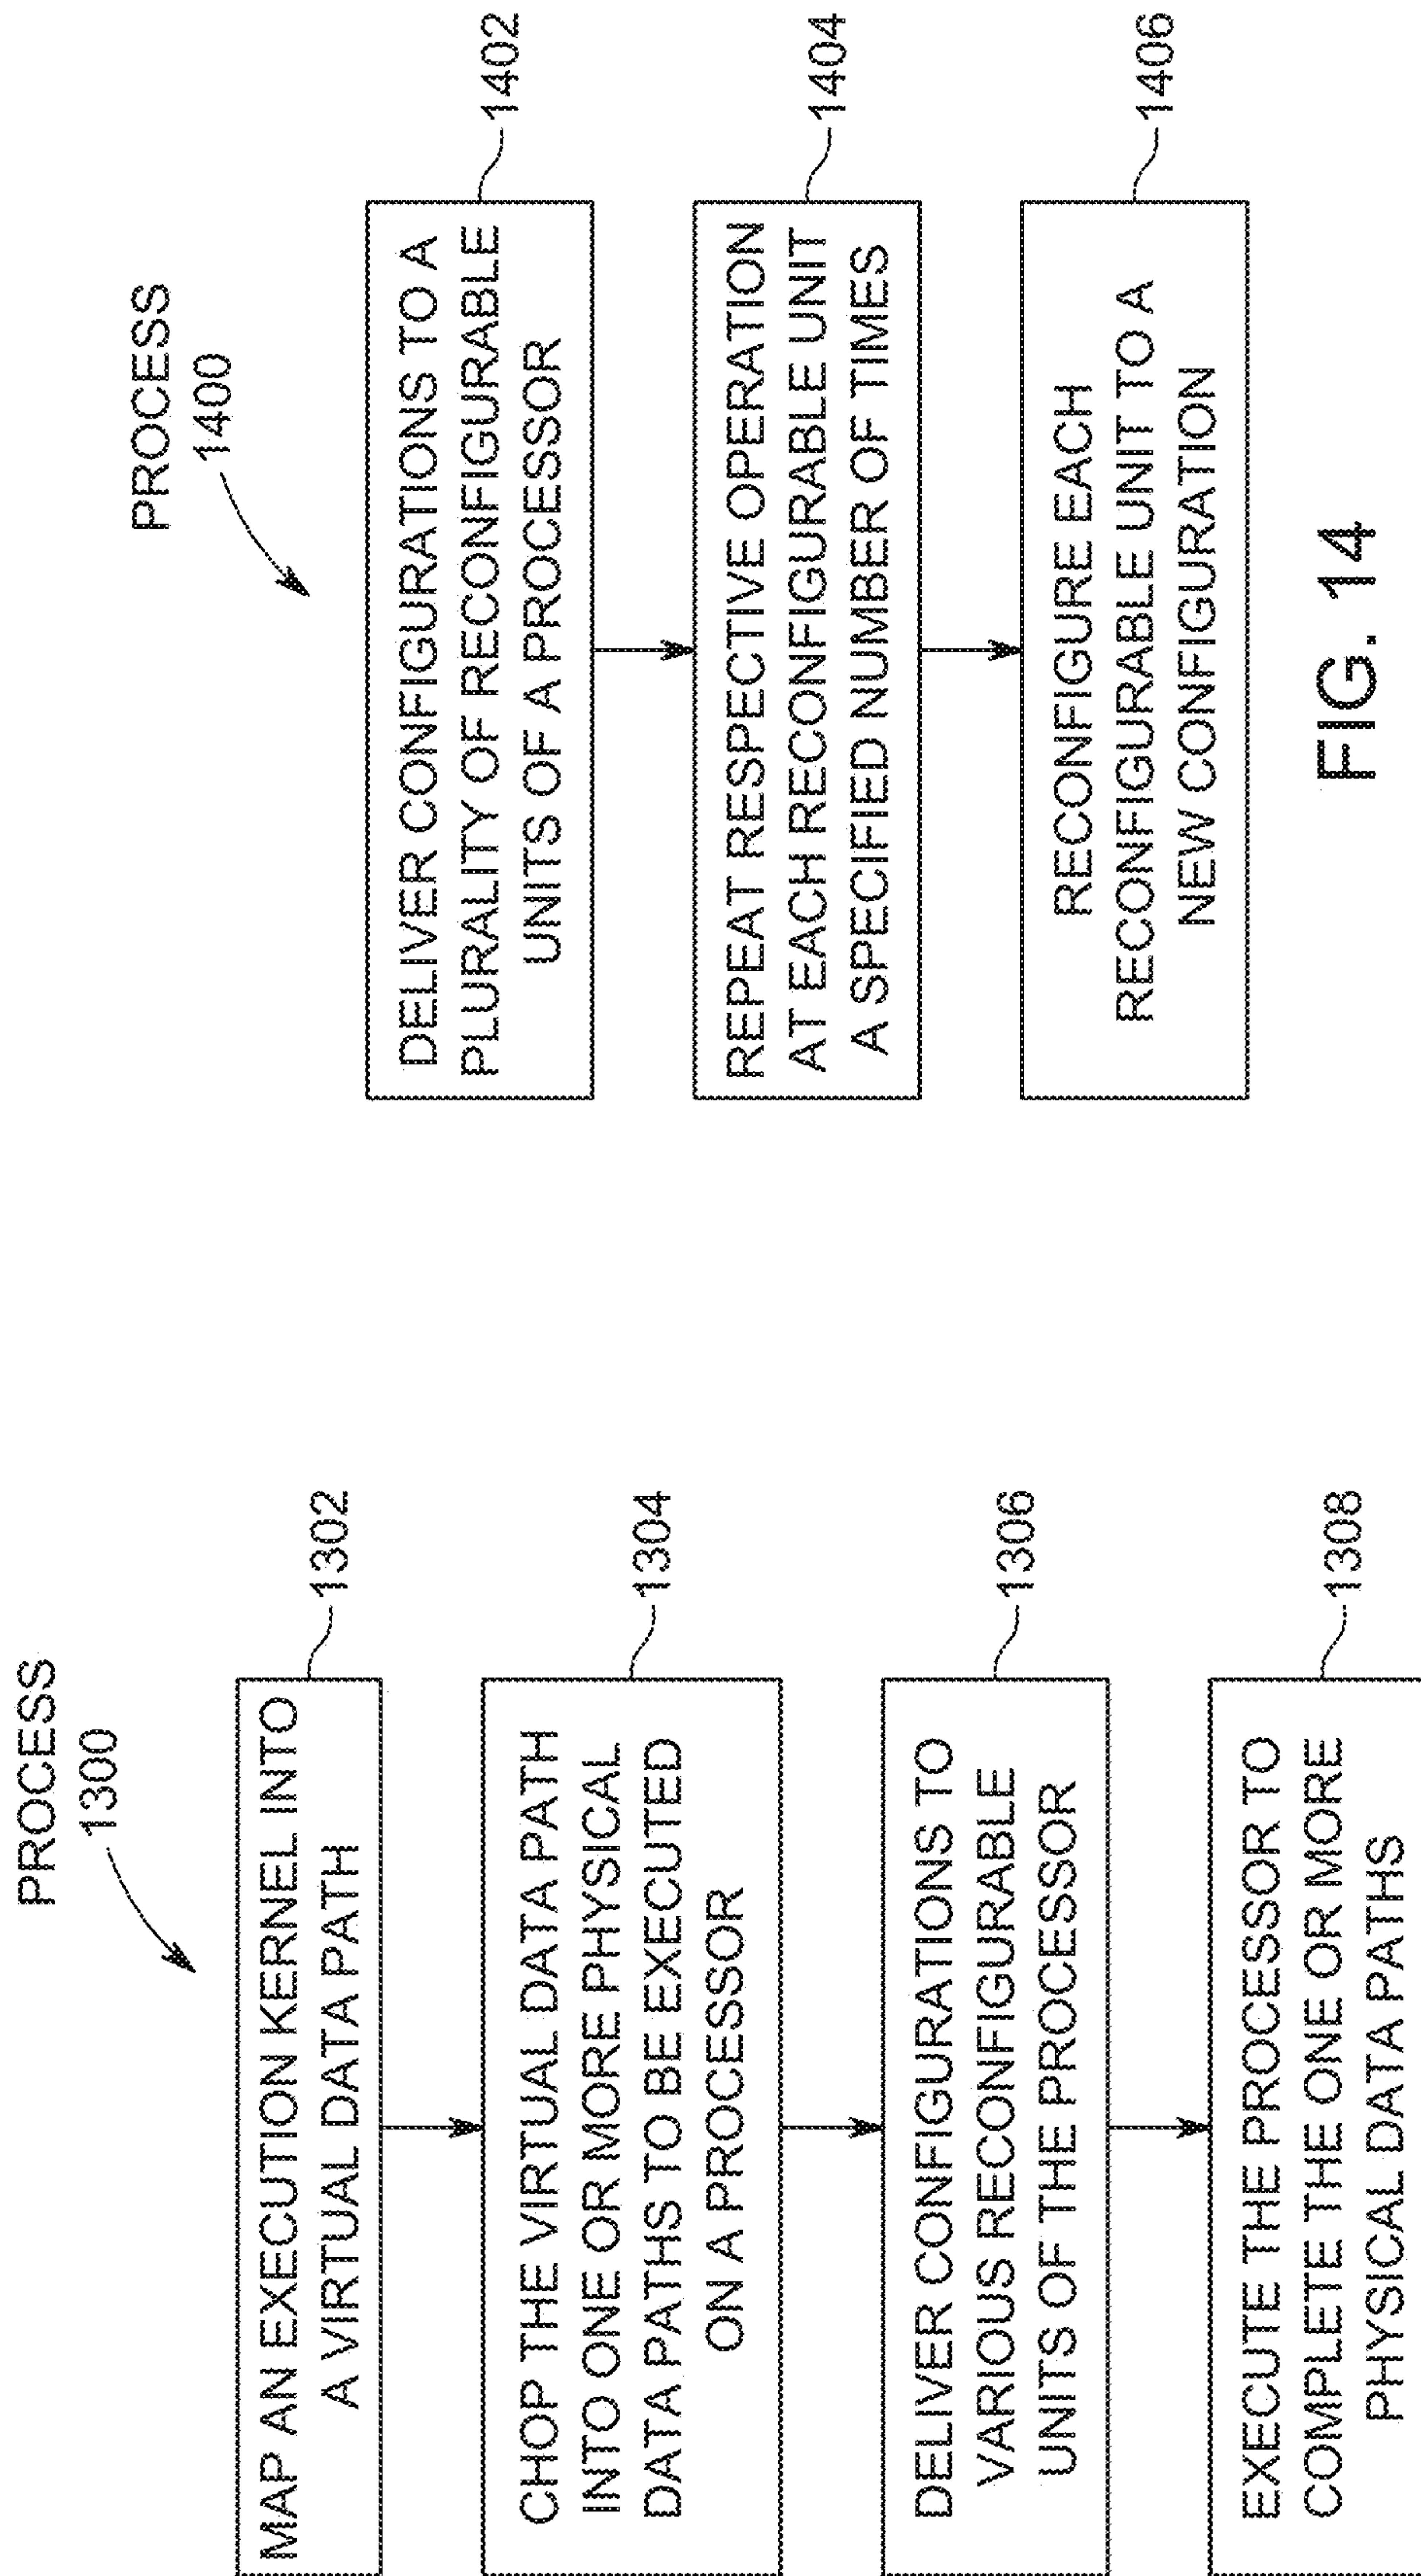 PROCESS
1300
MAP AN EXECUTION KERNEL INTO
A VIRTUAL DATA PATH
1302
CHOP THE VIRTUAL DATA PATH
INTO ONE OR MORE PHYSICAL
DATA PATHS TO BE EXECUTED
ON A PROCESSOR
1304
DELIVER CONFIGURATIONS TO
VARIOUS RECONFIGURABLE
UNITS OF THE PROCESSOR
1306
EXECUTE THE PROCESSOR TO
COMPLETE THE ONE OR MORE
PHYSICAL DATA PATHS
1308
PROCESS
1400
DELIVER CONFIGURATIONS TO A
PLURALITY OF RECONFIGURABLE
UNITS OF A PROCESSOR
1402
REPEAT RESPECTIVE OPERATION
AT EACH RECONFIGURABLE UNIT
A SPECIFIED NUMBER OF TIMES
1404
RECONFIGURE EACH
RECONFIGURABLE UNIT TO A
NEW CONFIGURATION
1406
FIG. 14